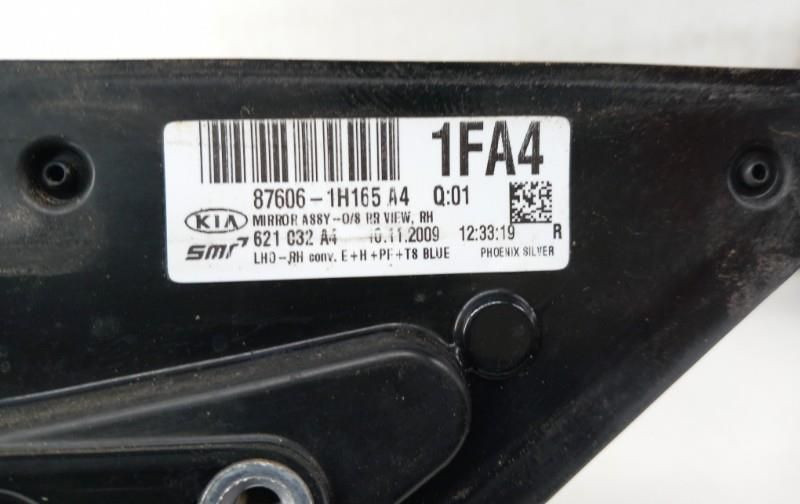 1FA4
87606-1H165 A4 Q:01
KIA MIRROR ASSY-O/S RR VIEW, RH
SMR 621 032 A4 10.11.2009 12:33:19 R
LHD-RH conv. E+H+PF+TS BLUE PHOENIX SILVER